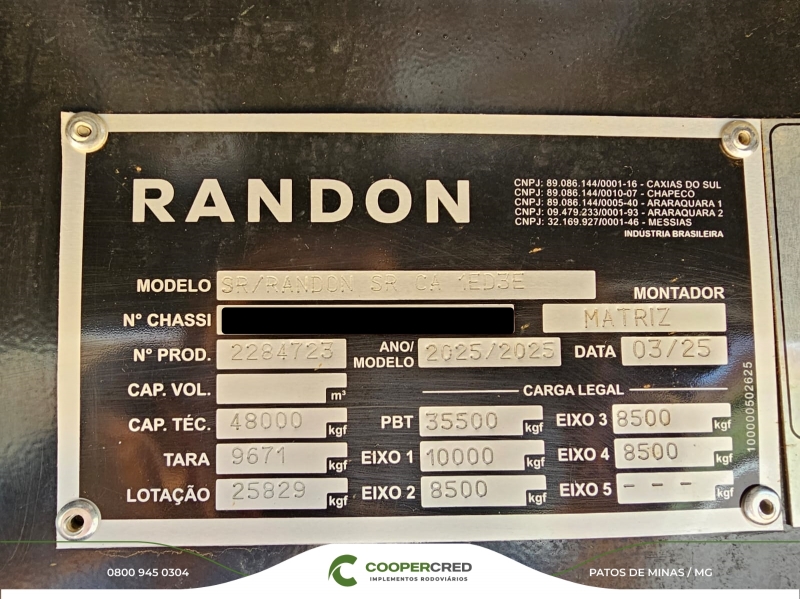 RANDON
CNPJ: 89.086.144/0001-16 - CAXIAS DO SUL
CNPJ: 89.086.144/0010-07 - CHAPECO
CNPJ: 89.086.144/0005-40 - ARARAQUARA 1
CNPJ: 09.479.233/0001-93 - ARARAQUARA 2
CNPJ: 32.169.927/0001-46 - MESSIAS
INDÚSTRIA BRASILEIRA
MODELO SR/RANDON SR CA 1ED3E
MONTADOR
Nº CHASSI MATRIZ
Nº PROD. 2284723 ANO/MODELO 2025/2025 DATA 03/25
CAP. VOL. m³ CARGA LEGAL
CAP. TÉC. 48000 kgf PBT 35500 kgf EIXO 3 8500 kgf
TARA 9671 kgf EIXO 1 10000 kgf EIXO 4 8500 kgf
LOTAÇÃO 25829 kgf EIXO 2 8500 kgf EIXO 5 - - - kgf
100000502625
0800 945 0304
COOPERCRED
IMPLEMENTOS RODOVIÁRIOS
PATOS DE MINAS / MG